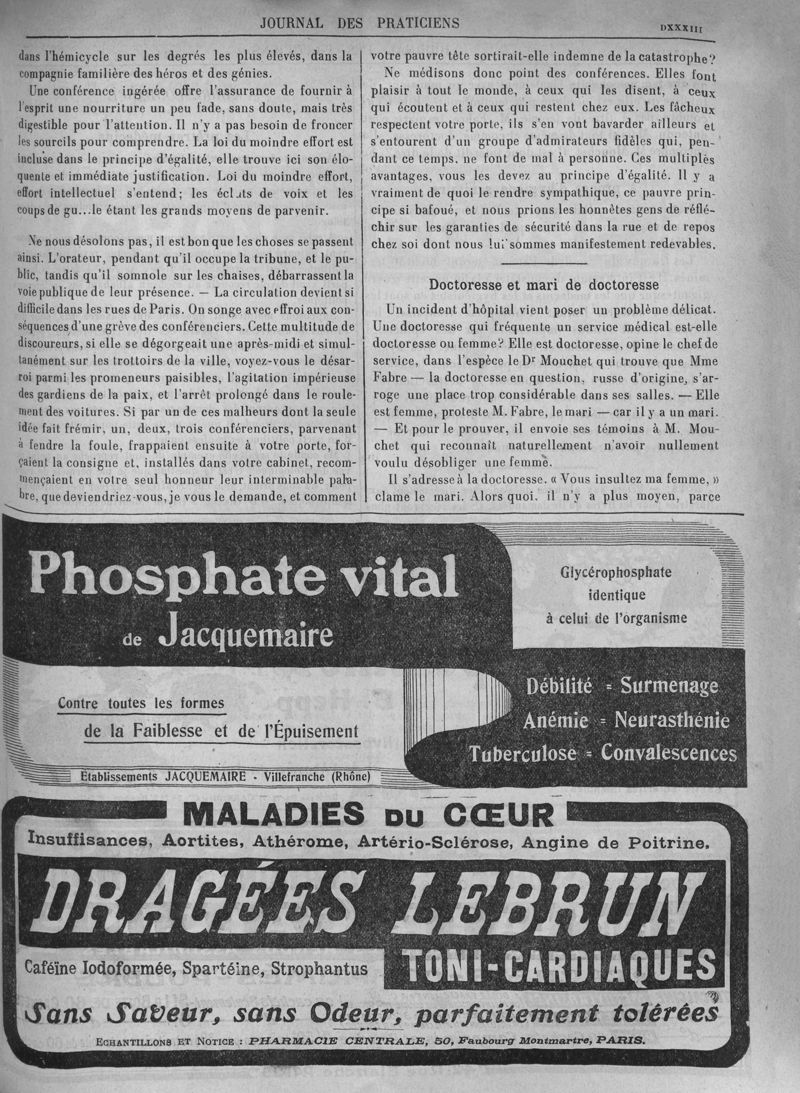 JOURNAL DES PRATICIENS
DXXXIII
dans l'hémicycle sur les degrés les plus élevés, dans la
compagnie familière des héros et des génies.
Une conférence ingérée offre l'assurance de fournir à
l'esprit une nourriture un peu fade, sans doute, mais très
digestible pour l'attention. Il n'y a pas besoin de froncer
les sourcils pour comprendre. La loi du moindre effort est
incluse dans le principe d'égalité, elle trouve ici son élo-
quente et immédiate justification. Loi du moindre effort,
effort intellectuel s'entend; les éclats de voix et les
coups de gu...le étant les grands moyens de parvenir.
Ne nous désolons pas, il est bon que les choses se passent
ainsi. L'orateur, pendant qu'il occupe la tribune, et le pu-
blic, tandis qu'il somnole sur les chaises, débarrassent la
voie publique de leur présence. — La circulation devient si
difficile dans les rues de Paris. On songe avec effroi aux con-
séquences d'une grève des conférenciers. Cette multitude de
discoureurs, si elle se dégorgeait une après-midi et simul-
tanément sur les trottoirs de la ville, voyez-vous le désar-
roi parmi les promeneurs paisibles, l'agitation impérieuse
des gardiens de la paix, et l'arrêt prolongé dans le roule-
ment des voitures. Si par un de ces malheurs dont la seule
idée fait frémir, un, deux, trois conférenciers, parvenant
à fendre la foule, frappaient ensuite à votre porte, for-
çaient la consigne et, installés dans votre cabinet, recom-
mençaient en votre seul honneur leur interminable pala-
bre, que deviendriez-vous, je vous le demande, et comment
votre pauvre tête sortirait-elle indemne de la catastrophe?
Ne médisons donc point des conférences. Elles font
plaisir à tout le monde, à ceux qui les disent, à ceux
qui écoutent et à ceux qui restent chez eux. Les fâcheux
respectent votre porte, ils s'en vont bavarder ailleurs et
s'entourent d'un groupe d'admirateurs fidèles qui, pen-
dant ce temps, ne font de mal à personne. Ces multiples
avantages, vous les devez au principe d'égalité. Il y a
vraiment de quoi le rendre sympathique, ce pauvre prin-
cipe si bafoué, et nous prions les honnêtes gens de réflé-
chir sur les garanties de sécurité dans la rue et de repos
chez soi dont nous lui sommes manifestement redevables.
Doctoresse et mari de doctoresse
Un incident d'hôpital vient poser un problème délicat.
Une doctoresse qui fréquente un service médical est-elle
doctoresse ou femme? Elle est doctoresse, opine le chef de
service, dans l'espèce le Dr Mouchet qui trouve que Mme
Fabre — la doctoresse en question, russe d'origine, s'ar-
roge une place trop considérable dans ses salles. — Elle
est femme, proteste M. Fabre, le mari — car il y a un mari.
— Et pour le prouver, il envoie ses témoins à M. Mou-
chet qui reconnaît naturellement n'avoir nullement
voulu désobliger une femme.
Il s'adresse à la doctoresse. « Vous insultez ma femme, »
clame le mari. Alors quoi. il n'y a plus moyen, parce
Phosphate vital
de Jacquemaire
Glycérophosphate
identique
à celui de l'organisme
Contre toutes les formes
de la Faiblesse et de l'Épuisement
Débilité = Surmenage
Anémie = Neurasthénie
Tuberculose = Convalescences
Établissements JACQUEMAIRE - Villefranche (Rhône)
MALADIES DU CŒUR
Insuffisances, Aortites, Athérome, Artério-Sclérose, Angine de Poitrine.
DRAGÉES LEBRUN
TONI-CARDIAQUES
Caféïne Iodoformée, Spartéine, Strophantus
Sans Saveur, sans Odeur, parfaitement tolérées
ECHANTILLONS ET NOTICE : PHARMACIE CENTRALE, 50, Faubourg Montmartre, PARIS.